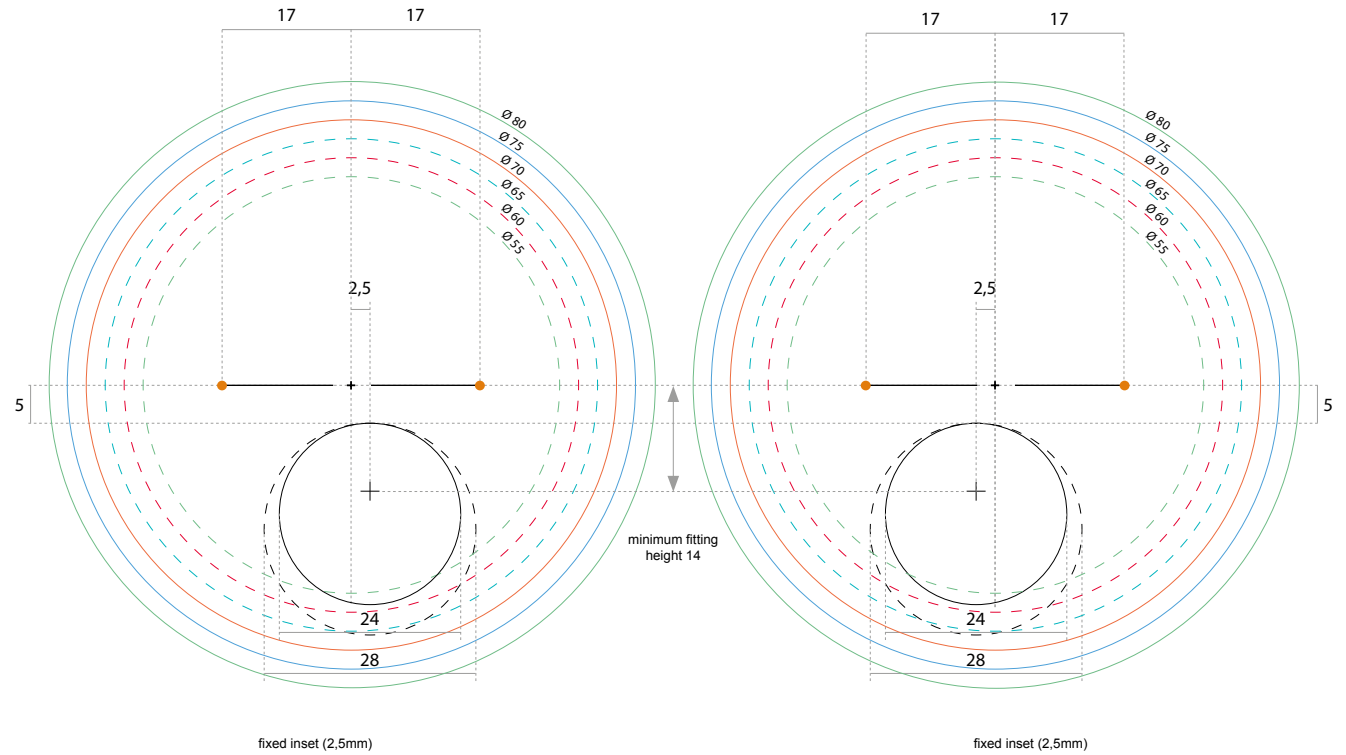 17 17 17 17
Ø 80 Ø 80
Ø 75 Ø 75
Ø 70 Ø 70
Ø 65 Ø 65
Ø 60 Ø 60
Ø 55 Ø 55
2,5 2,5
5 5
minimum fitting
height 14
24 24
28 28
fixed inset (2,5mm) fixed inset (2,5mm)